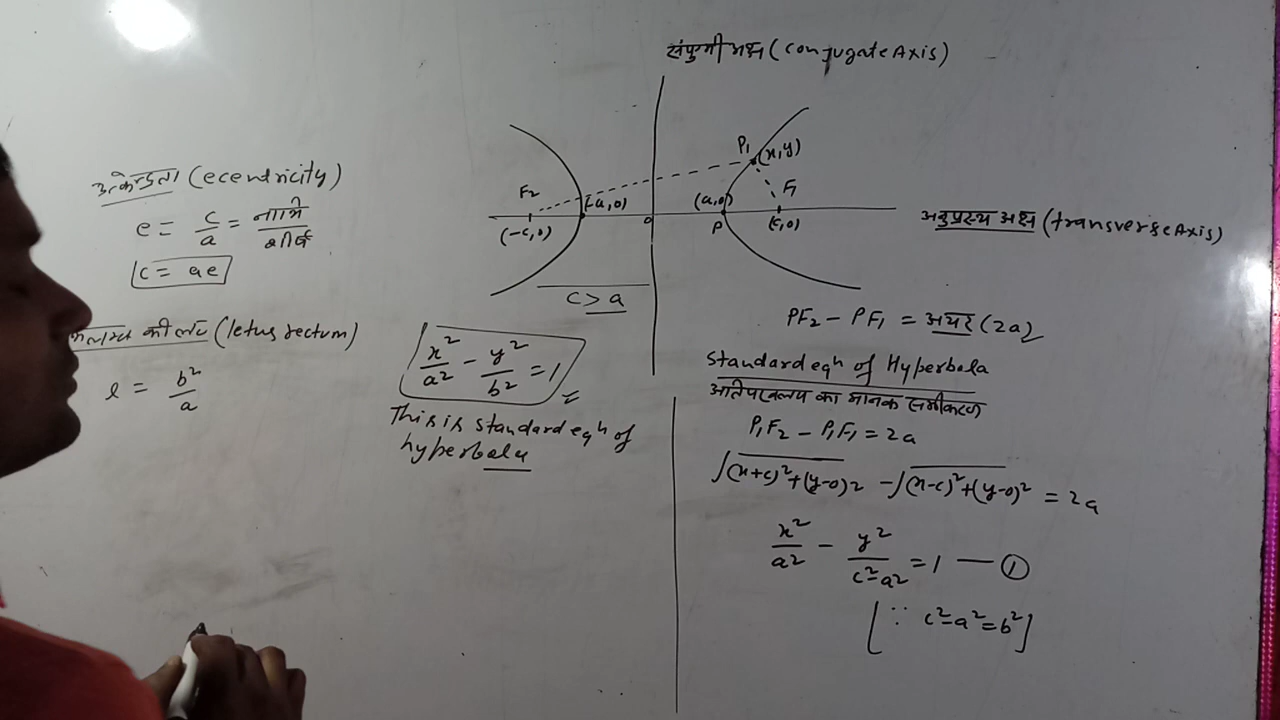 संयुग्मी अक्ष (conjugate Axis)
उत्केन्द्रता (ecentricity)
e = c/a = नाभि/शीर्ष
c = ae
की लंब (letus rectum)
l = b²/a
F₂
(-c,0)
(-a,0)
0
(a,0)
P
P₁
(x,y)
F₁
(c,0)
अनुप्रस्थ अक्ष (transverse Axis)
c > a
PF₂ - PF₁ = अचर (2a)
x²/a² - y²/b² = 1
This is standard eqn of
hyperbala
Standard eqn of Hyperbola
अतिपरवलय का मानक समीकरण
P₁F₂ - P₁F₁ = 2a
√(x+c)²+(y-0)2 - √(x-c)²+(y-0)² = 2a
x²/a² - y²/c²-a² = 1 — ①
[∵ c²-a²=b²]